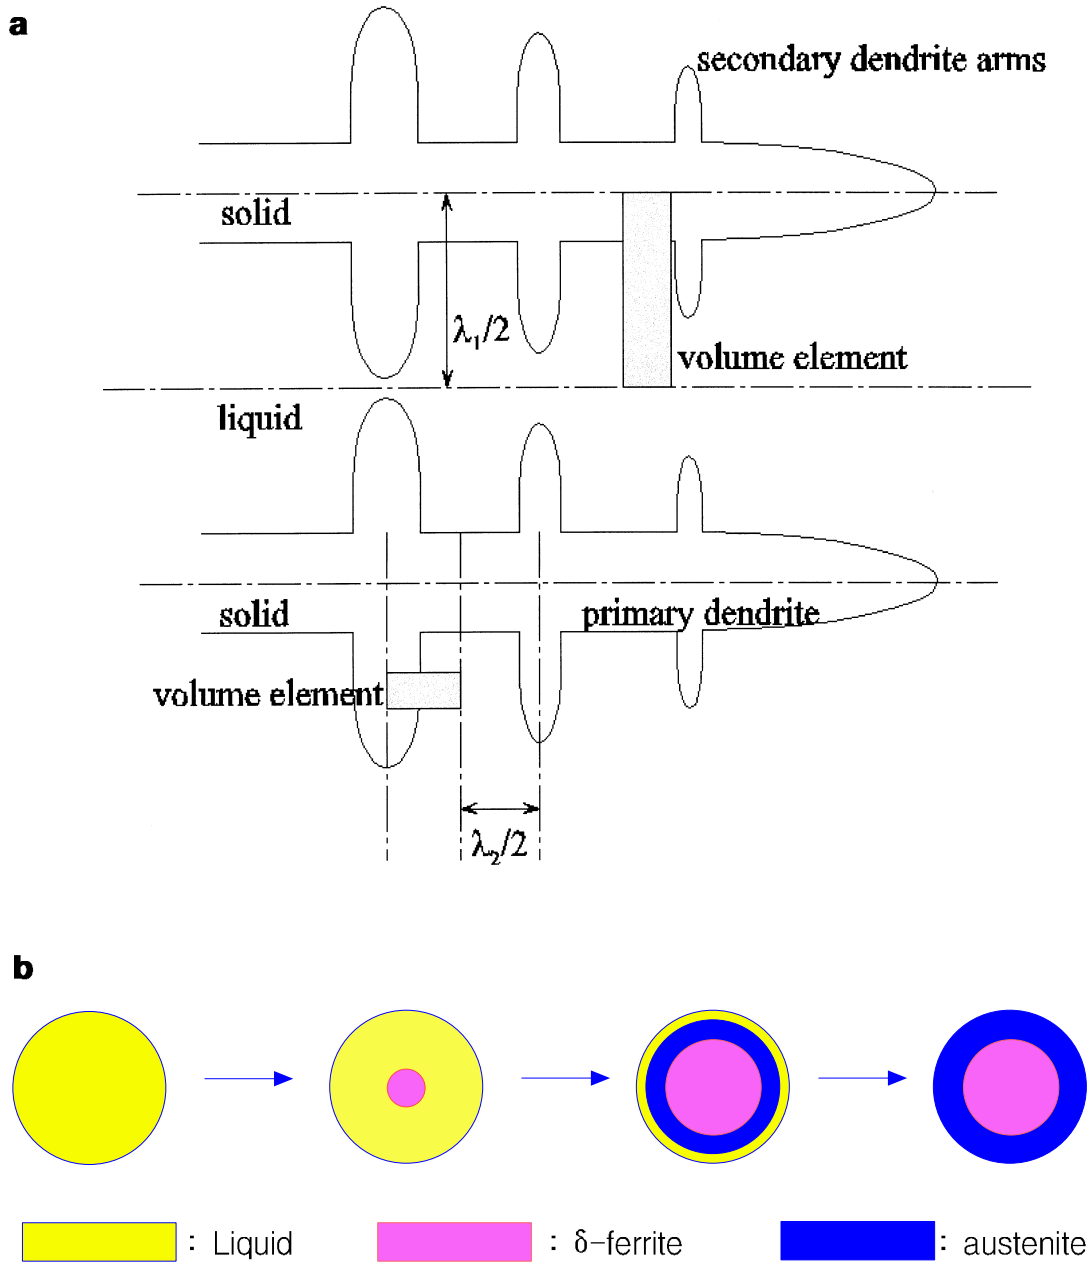 a
secondary dendrite arms
solid
λ₁/2
volume element
liquid
solid
primary dendrite
volume element
λ₂/2
b
: Liquid
: δ-ferrite
: austenite